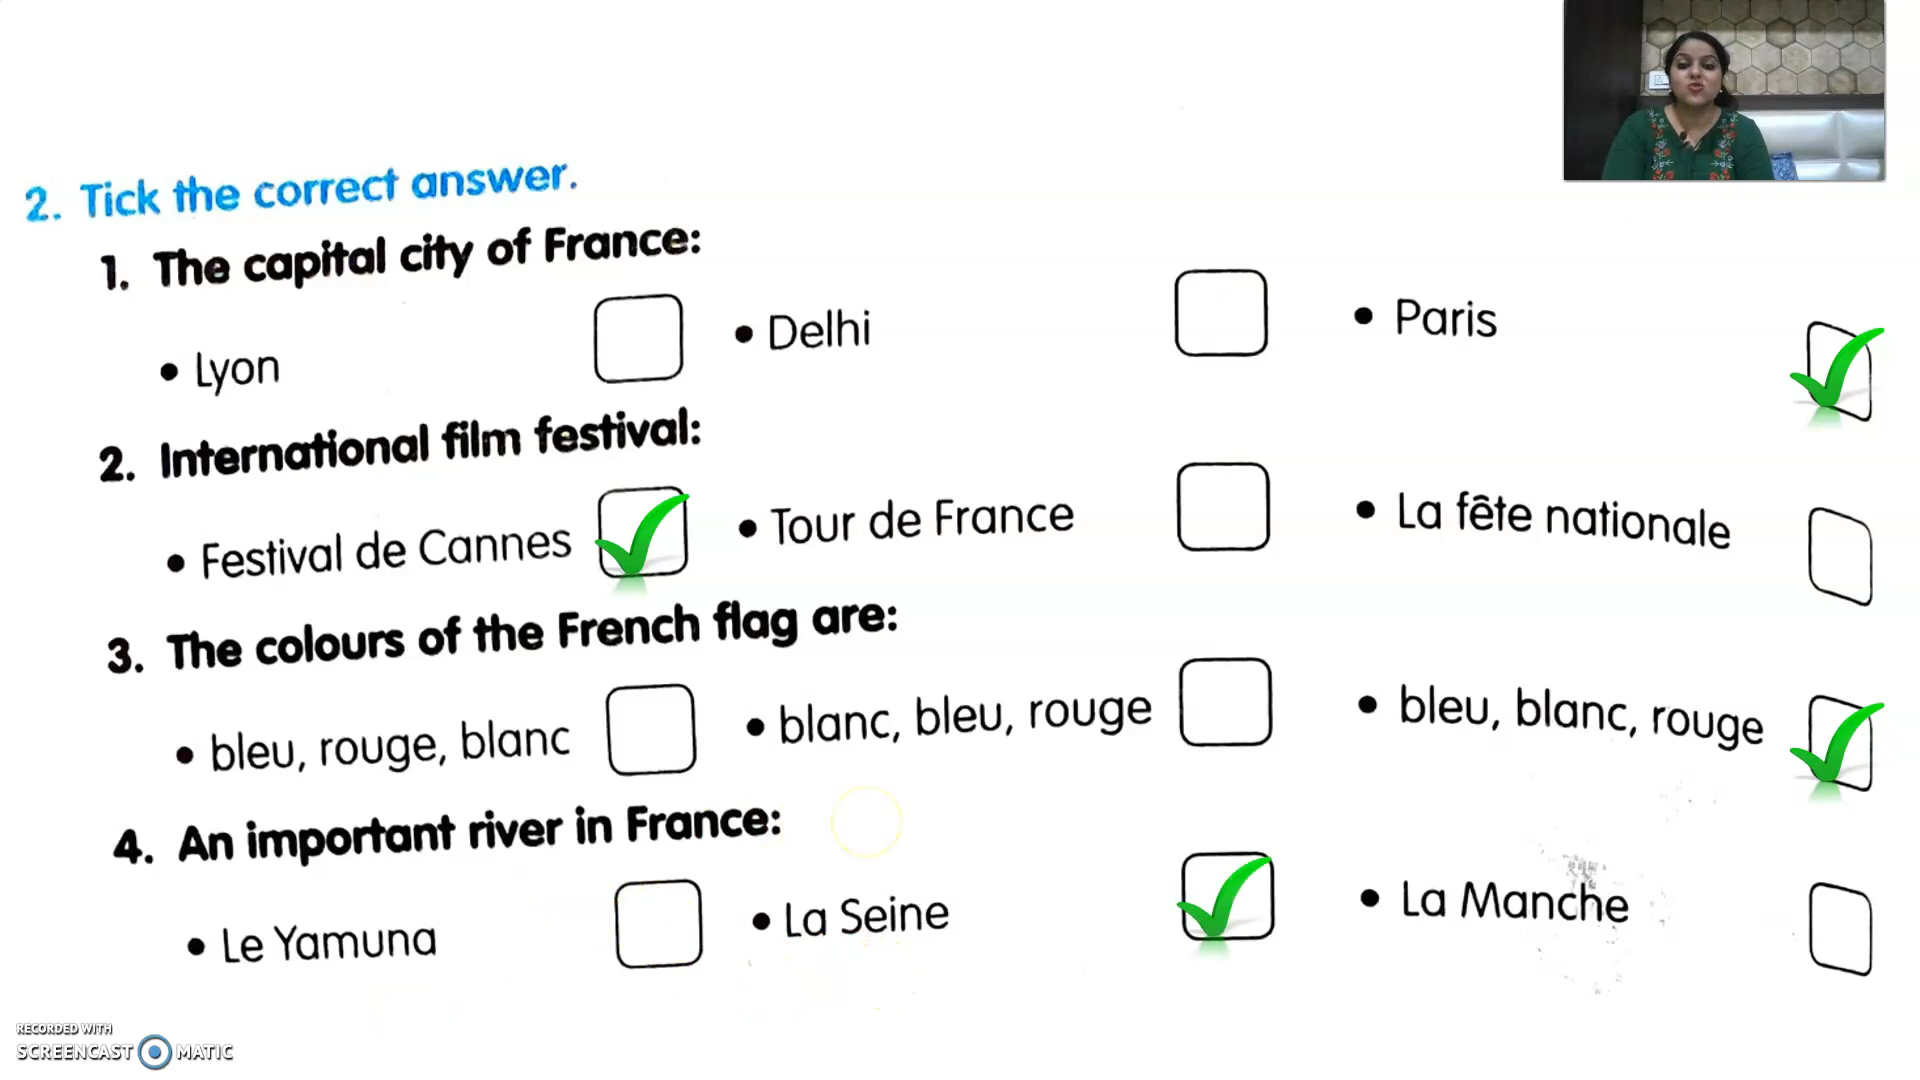 2. Tick the correct answer.
1. The capital city of France:
• Lyon • Delhi • Paris
2. International film festival:
• Festival de Cannes • Tour de France • La fête nationale
3. The colours of the French flag are:
• bleu, rouge, blanc • blanc, bleu, rouge • bleu, blanc, rouge
4. An important river in France:
• Le Yamuna • La Seine • La Manche
RECORDED WITH
SCREENCAST MATIC